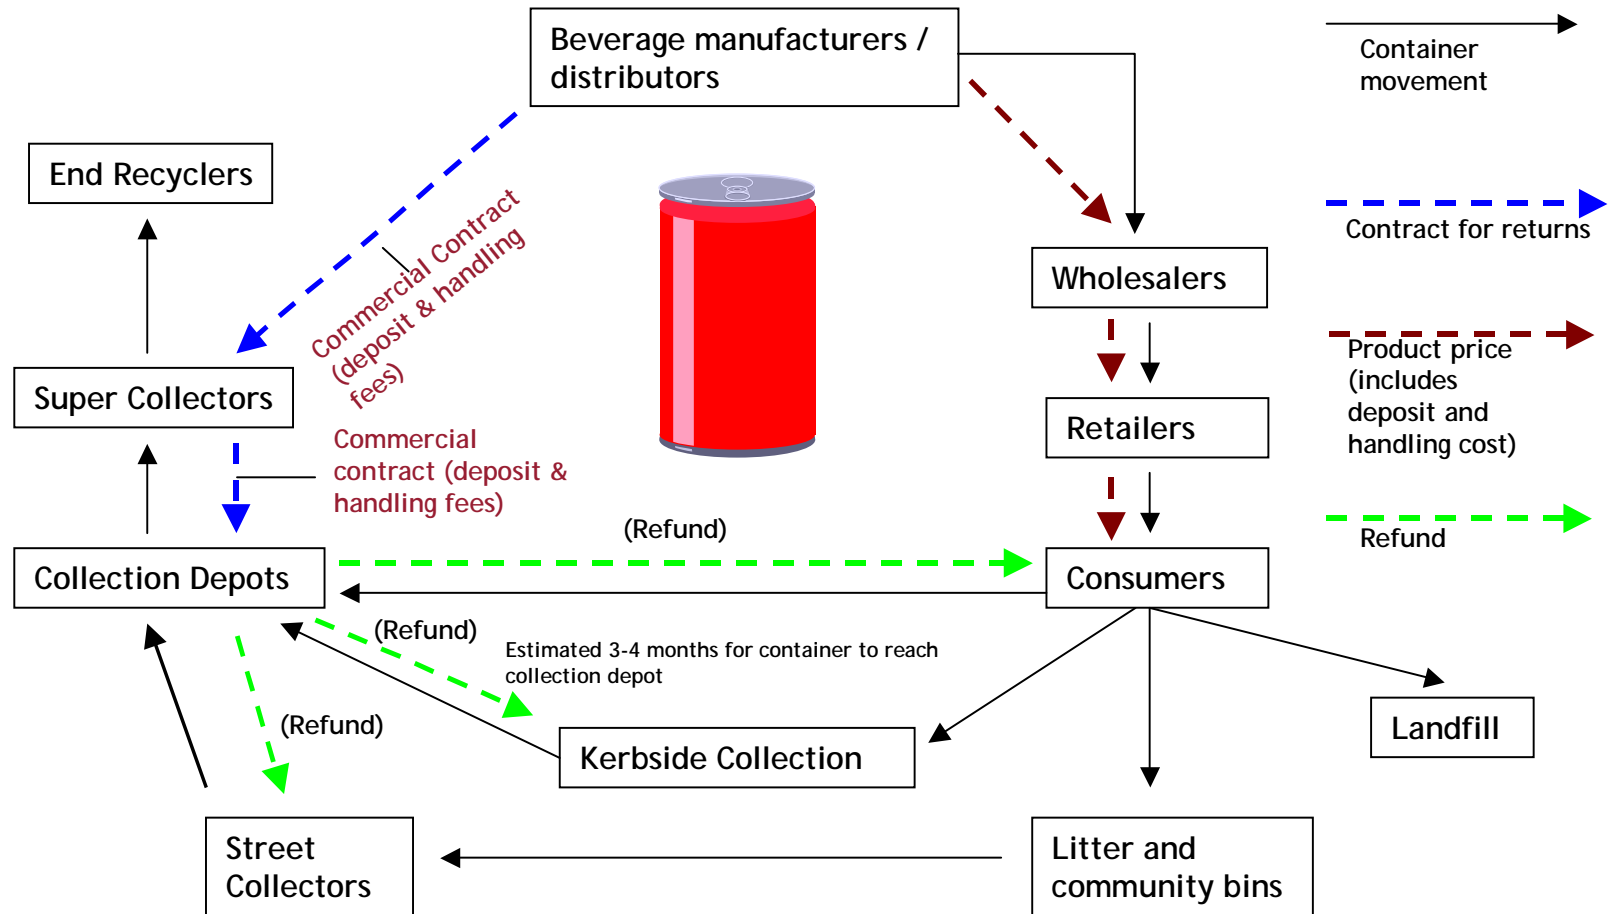 Beverage manufacturers /
distributors
Container
movement
End Recyclers
Contract for returns
Commercial Contract
(deposit & handling
fees)
Wholesalers
Product price
(includes
deposit and
handling cost)
Super Collectors
Retailers
Commercial
contract (deposit &
handling fees)
Refund
(Refund)
Collection Depots
Consumers
(Refund)
Estimated 3-4 months for container to reach
collection depot
(Refund)
Kerbside Collection
Landfill
Street
Collectors
Litter and
community bins